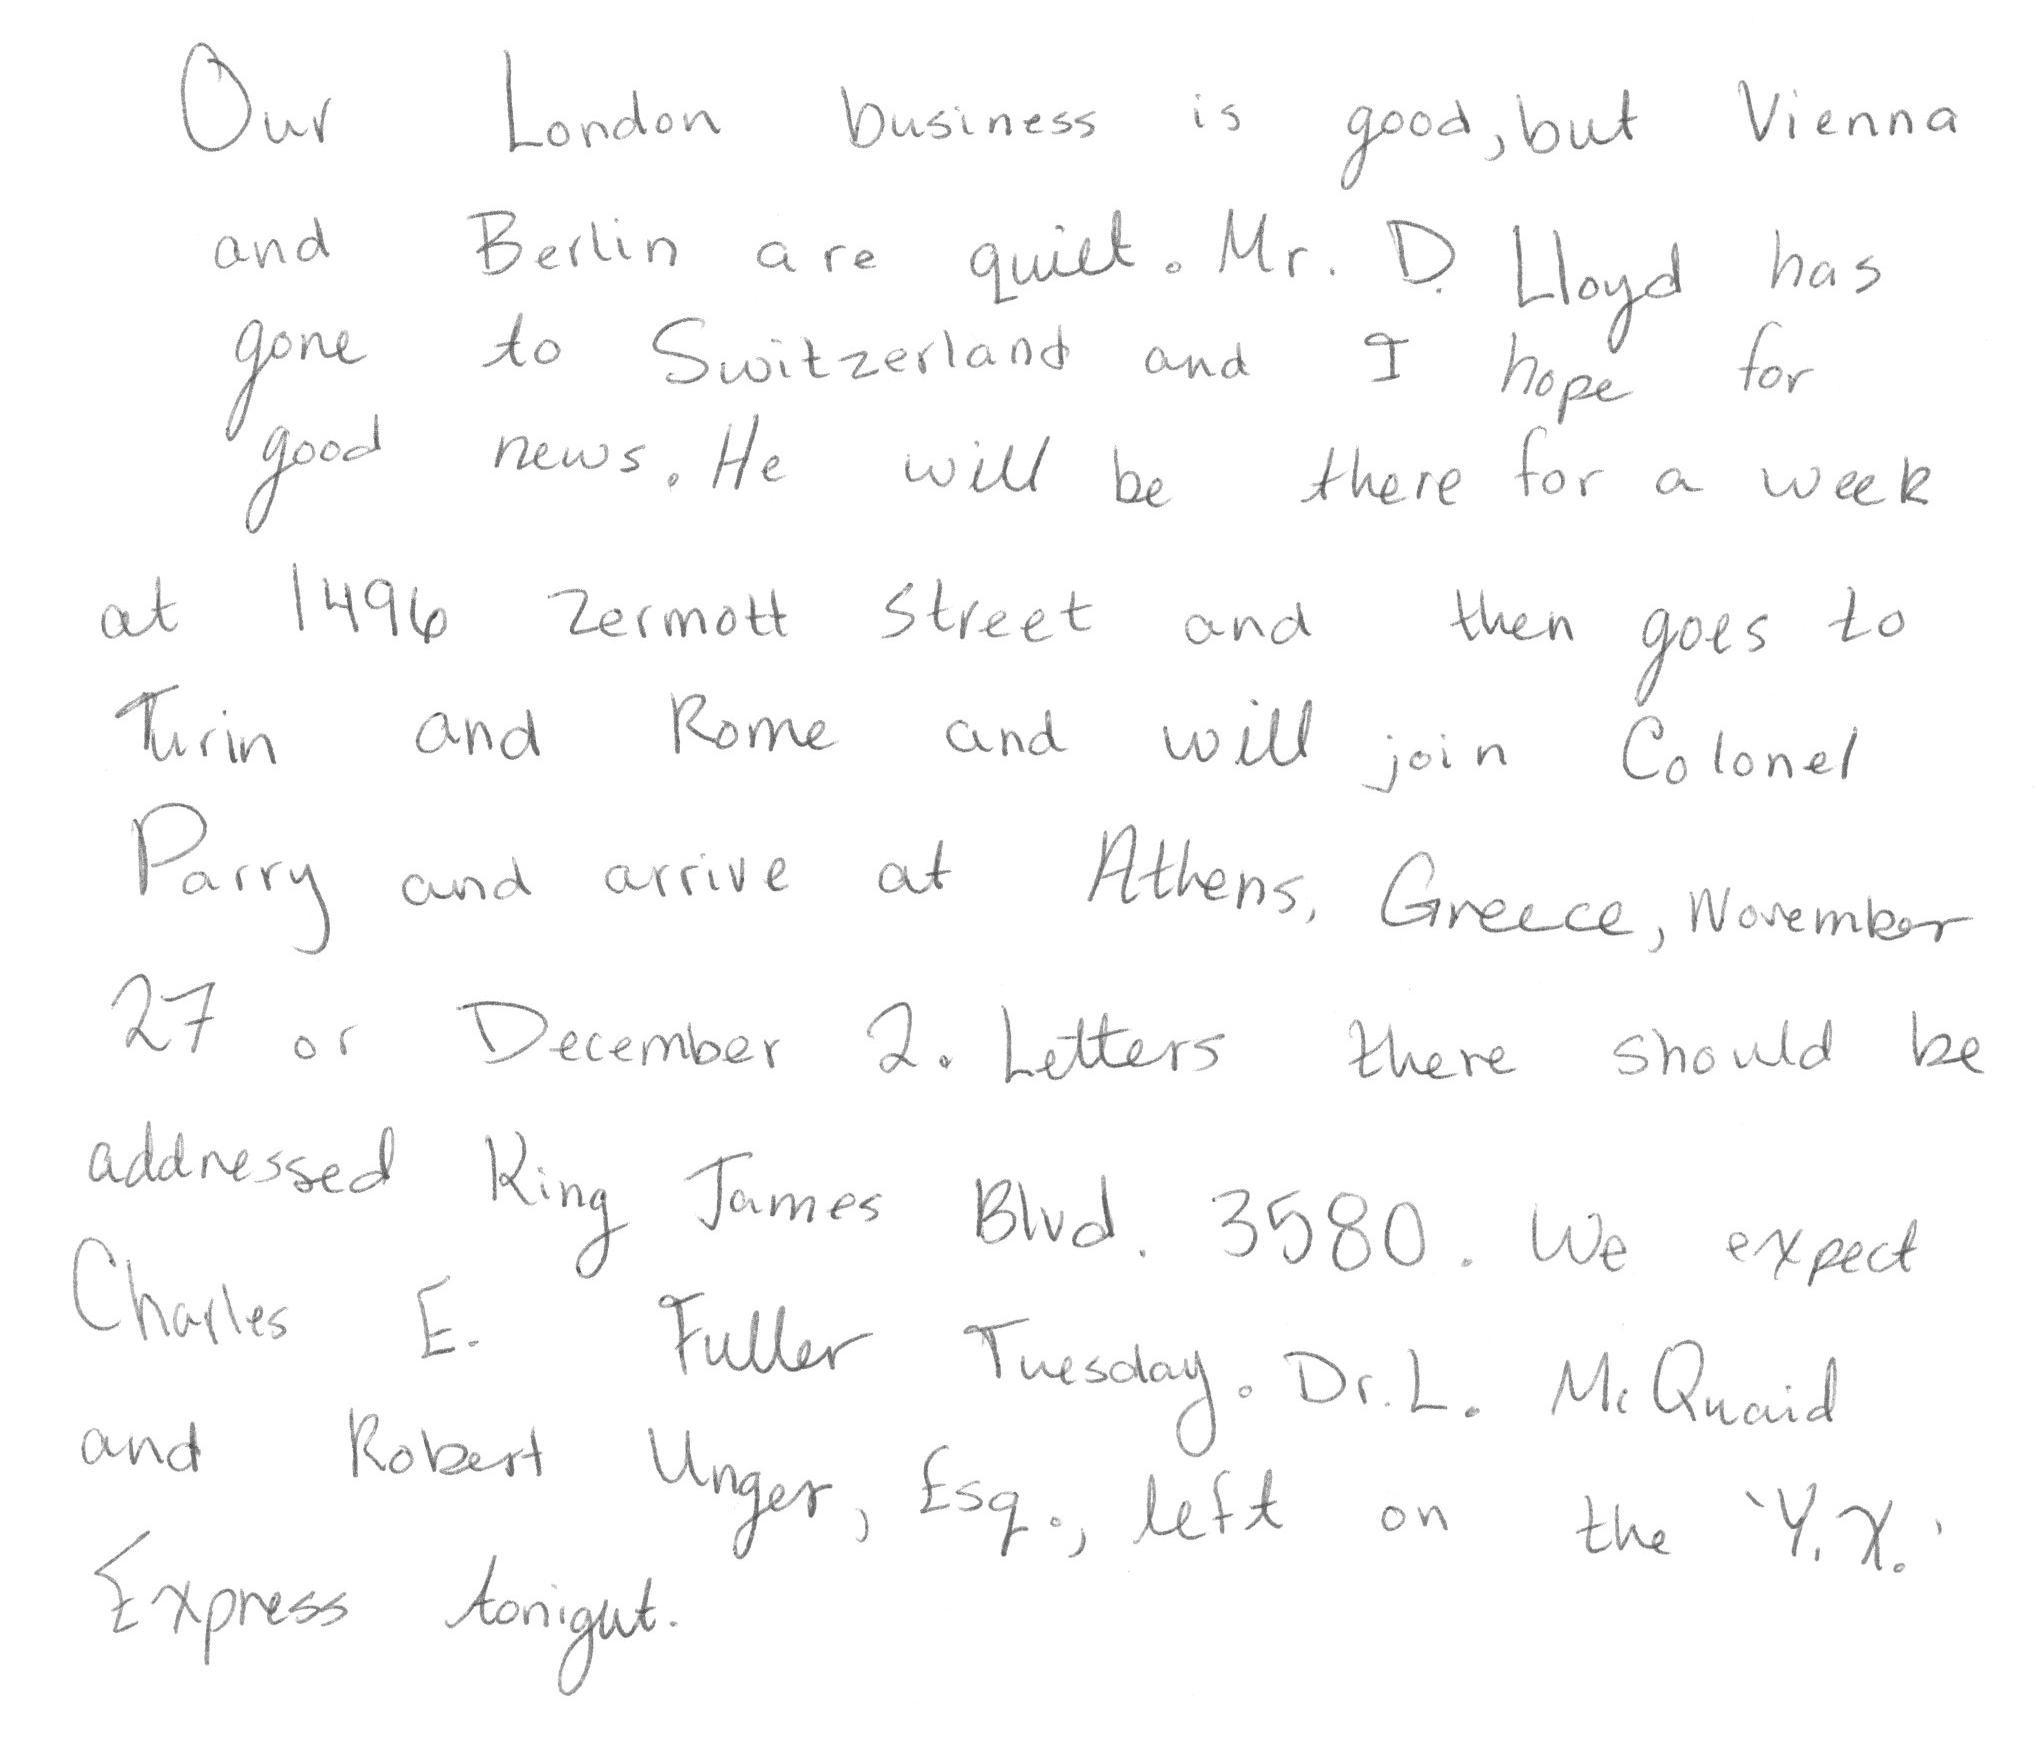 Our London business is good, but Vienna
and Berlin are quiet. Mr. D. Lloyd has
gone to Switzerland and I hope for
good news. He will be there for a week
at 1496 Zermott Street and then goes to
Turin and Rome and will join Colonel
Parry and arrive at Athens, Greece, November
27 or December 2. Letters there should be
addressed King James Blvd. 3580. We expect
Charles E. Fuller Tuesday. Dr. L. McQuaid
and Robert Unger, Esq., left on the 'Y.X.'
Express tonigut.